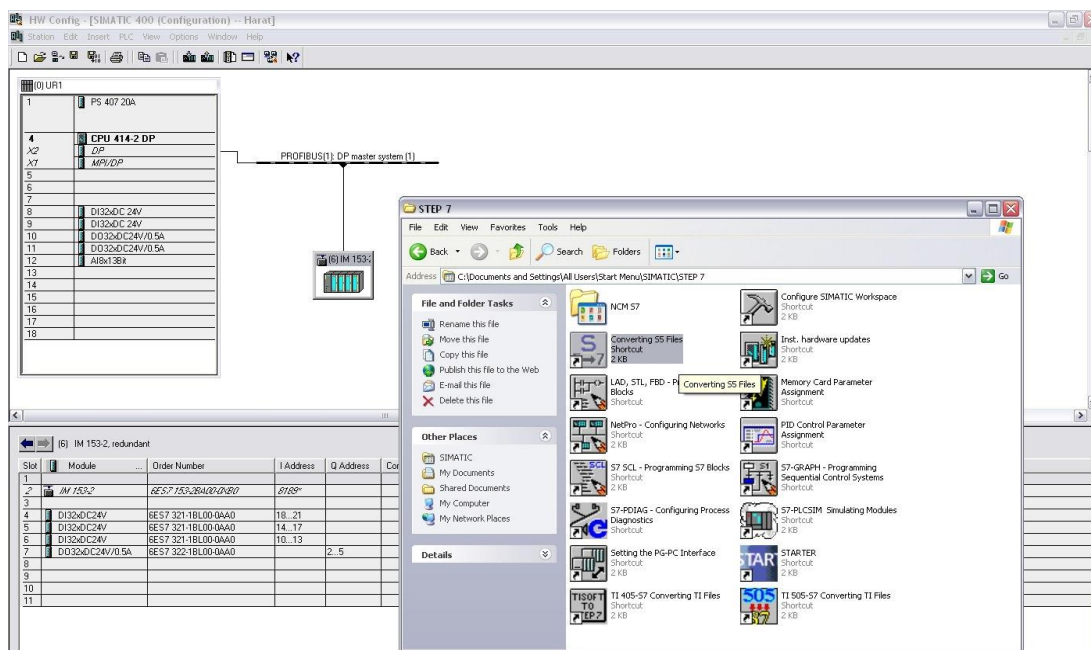 HW Config - [SIMATIC 400 (Configuration) -- Harat]
Station Edit Insert PLC View Options Window Help
(0) UR1
1 PS 407 20A
4 CPU 414-2 DP
X2 DP
X1 MPI/DP
5
6
7
8 DI32xDC 24V
9 DI32xDC 24V
10 DO32xDC24V/0.5A
11 DO32xDC24V/0.5A
12 AI8x13Bit
13
14
15
16
17
18
PROFIBUS(1): DP master system (1)
(6) IM 153-2
(6) IM 153-2, redundant
Slot Module ... Order Number I Address Q Address Com
1
2 IM 153-2 6ES7 153-2BA00-0XB0 8189*
3
4 DI32xDC24V 6ES7 321-1BL00-0AA0 18...21
5 DI32xDC24V 6ES7 321-1BL00-0AA0 14...17
6 DI32xDC24V 6ES7 321-1BL00-0AA0 10...13
7 DO32xDC24V/0.5A 6ES7 322-1BL00-0AA0 2...5
8
9
10
11
STEP 7
File Edit View Favorites Tools Help
Back Search Folders
Address C:\Documents and Settings\All Users\Start Menu\SIMATIC\STEP 7 Go
File and Folder Tasks
Rename this file
Move this file
Copy this file
Publish this file to the Web
E-mail this file
Delete this file
Other Places
SIMATIC
My Documents
Shared Documents
My Computer
My Network Places
Details
NCM S7
Configure SIMATIC Workspace
Shortcut
2 KB
Converting S5 Files
Shortcut
2 KB
Inst. hardware updates
Shortcut
2 KB
LAD, STL, FBD - P
Blocks
Shortcut
Converting S5 Files
Memory Card Parameter
Assignment
Shortcut
NetPro - Configuring Networks
Shortcut
2 KB
PID Control Parameter
Assignment
Shortcut
S7 SCL - Programming S7 Blocks
Shortcut
2 KB
S7-GRAPH - Programming
Sequential Control Systems
Shortcut
S7-PDIAG - Configuring Process
Diagnostics
Shortcut
S7-PLCSIM Simulating Modules
Shortcut
2 KB
Setting the PG-PC Interface
Shortcut
2 KB
STARTER
Shortcut
2 KB
TI 405-S7 Converting TI Files
Shortcut
2 KB
TI 505-S7 Converting TI Files
Shortcut
2 KB